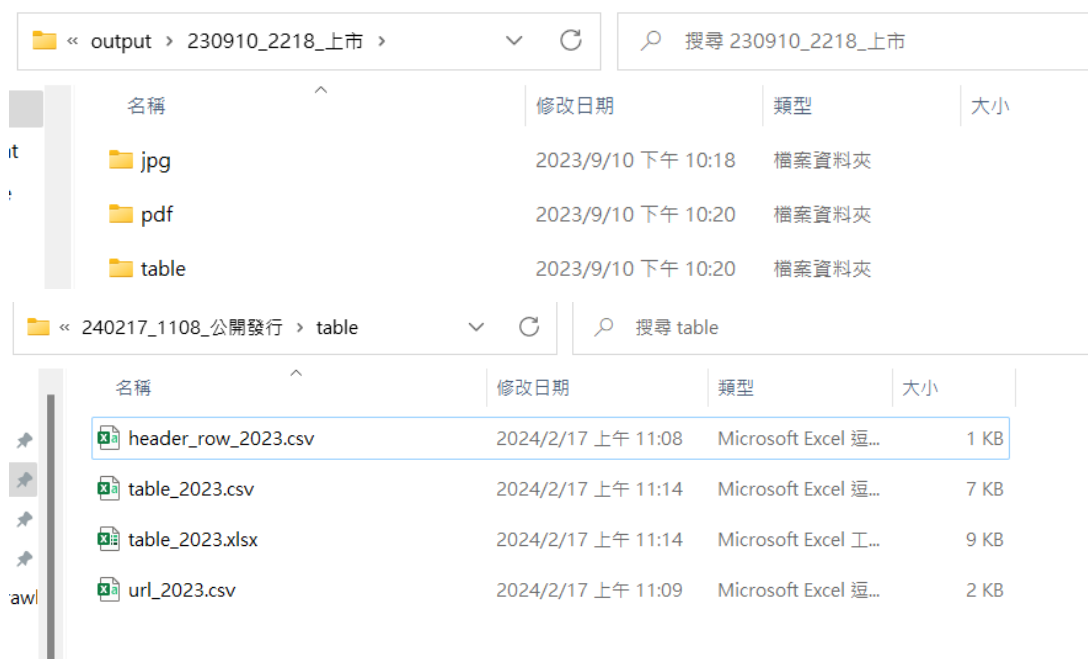 « output › 230910_2218_上市 ›
搜尋 230910_2218_上市
名稱 修改日期 類型 大小
jpg 2023/9/10 下午 10:18 檔案資料夾
pdf 2023/9/10 下午 10:20 檔案資料夾
table 2023/9/10 下午 10:20 檔案資料夾
« 240217_1108_公開發行 › table
搜尋 table
名稱 修改日期 類型 大小
header_row_2023.csv 2024/2/17 上午 11:08 Microsoft Excel 逗... 1 KB
table_2023.csv 2024/2/17 上午 11:14 Microsoft Excel 逗... 7 KB
table_2023.xlsx 2024/2/17 上午 11:14 Microsoft Excel 工... 9 KB
url_2023.csv 2024/2/17 上午 11:09 Microsoft Excel 逗... 2 KB